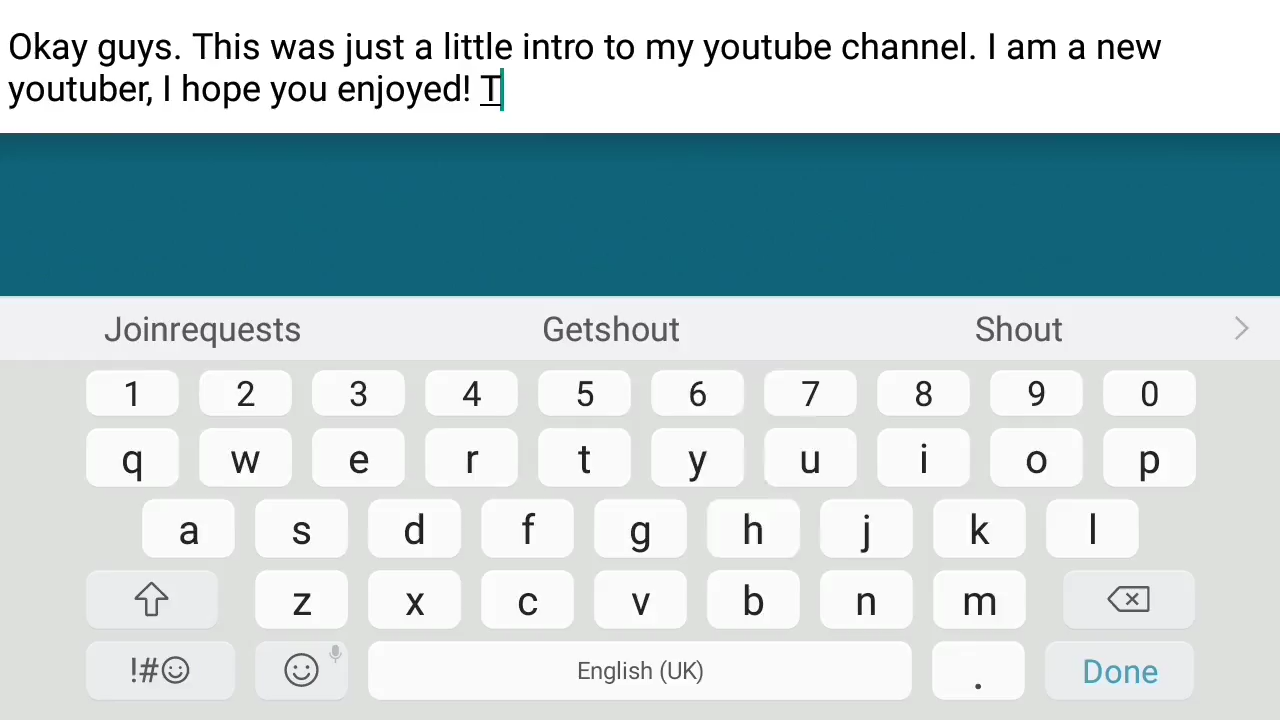 Okay guys. This was just a little intro to my youtube channel. I am a new
youtuber, I hope you enjoyed! T
Joinrequests Getshout Shout
1 2 3 4 5 6 7 8 9 0
q w e r t y u i o p
a s d f g h j k l
z x c v b n m
!#☺ English (UK) . Done